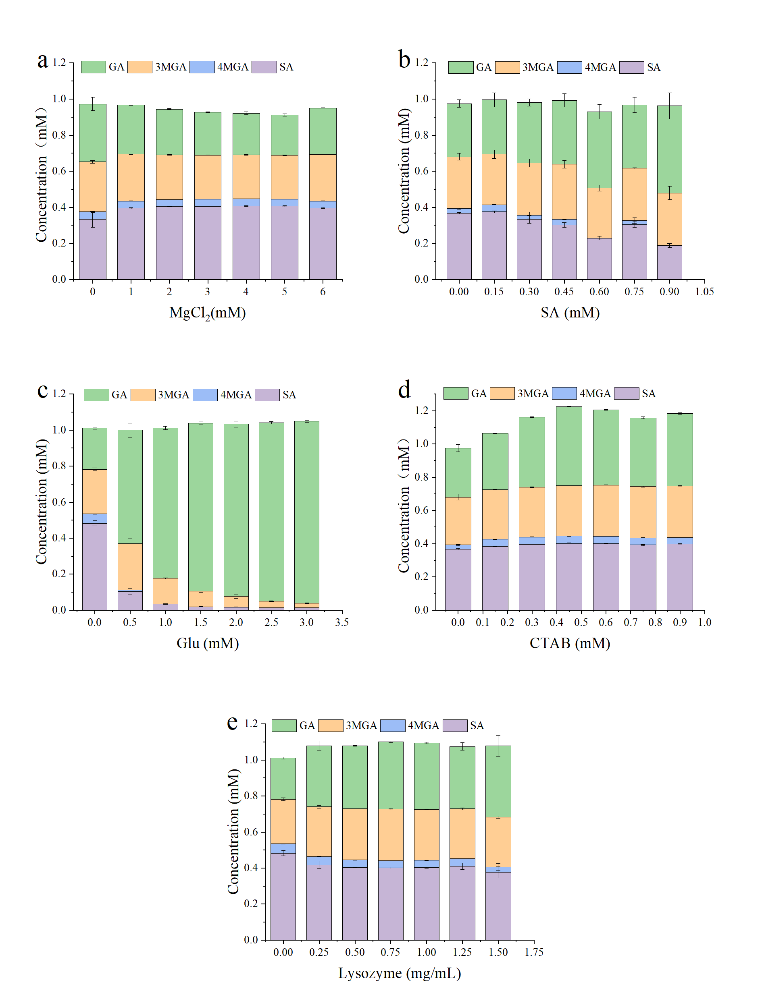 a
GA 3MGA 4MGA SA
1.2
1.0
0.8
0.6
0.4
0.2
0.0
Concentration（mM）
0 1 2 3 4 5 6
MgCl₂(mM)
b
GA 3MGA 4MGA SA
1.2
1.0
0.8
0.6
0.4
0.2
0.0
Concentration (mM)
0.00 0.15 0.30 0.45 0.60 0.75 0.90 1.05
SA (mM)
c
GA 3MGA 4MGA SA
1.2
1.0
0.8
0.6
0.4
0.2
0.0
Concentration (mM)
0.0 0.5 1.0 1.5 2.0 2.5 3.0 3.5
Glu (mM)
d
GA 3MGA 4MGA SA
1.2
1.0
0.8
0.6
0.4
0.2
0.0
Concentration（mM）
0.0 0.1 0.2 0.3 0.4 0.5 0.6 0.7 0.8 0.9 1.0
CTAB (mM)
e
GA 3MGA 4MGA SA
1.2
1.0
0.8
0.6
0.4
0.2
0.0
Concentration (mM)
0.00 0.25 0.50 0.75 1.00 1.25 1.50 1.75
Lysozyme (mg/mL)